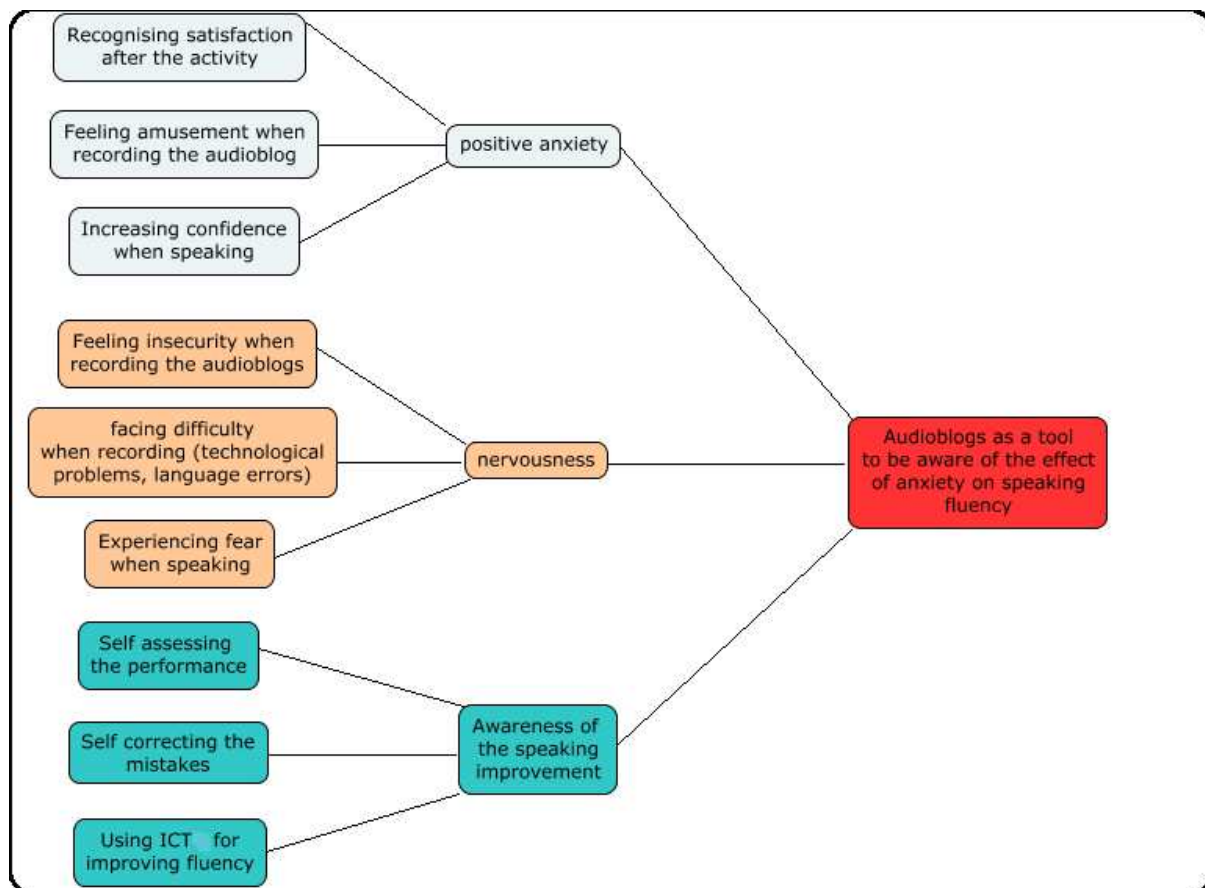 Recognising satisfaction
after the activity
Feeling amusement when
recording the audioblog
Increasing confidence
when speaking
positive anxiety
Feeling insecurity when
recording the audioblogs
facing difficulty
when recording (technological
problems, language errors)
Experiencing fear
when speaking
nervousness
Self assessing
the performance
Self correcting the
mistakes
Using ICT for
improving fluency
Awareness of
the speaking
improvement
Audioblogs as a tool
to be aware of the effect
of anxiety on speaking
fluency